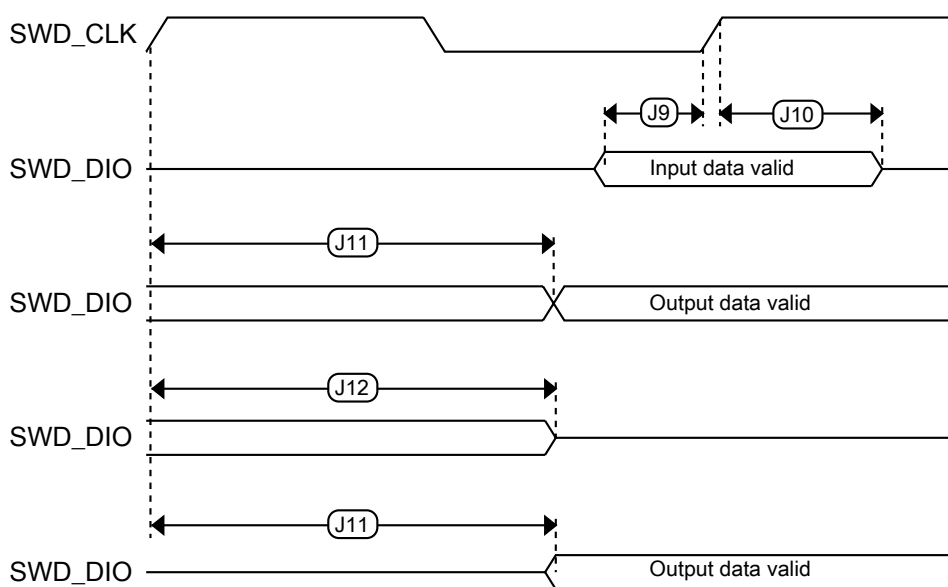 SWD_CLK
J9
J10
SWD_DIO
Input data valid
J11
SWD_DIO
Output data valid
J12
SWD_DIO
J11
SWD_DIO
Output data valid